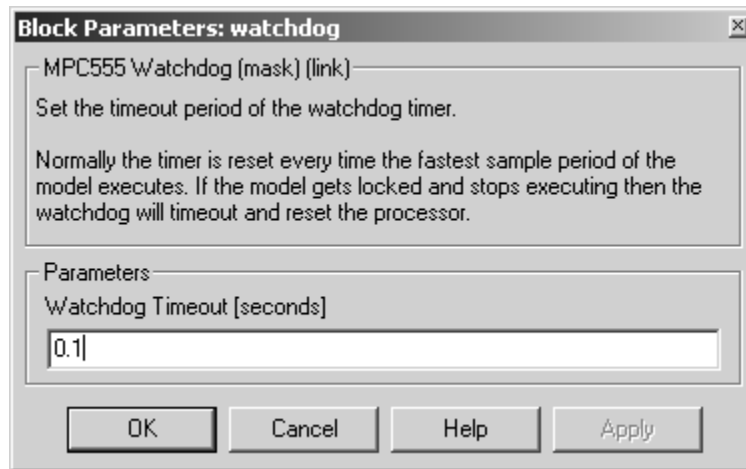 Block Parameters: watchdog
MPC555 Watchdog (mask) (link)
Set the timeout period of the watchdog timer.
Normally the timer is reset every time the fastest sample period of the
model executes. If the model gets locked and stops executing then the
watchdog will timeout and reset the processor.
Parameters
Watchdog Timeout [seconds]
0.1
OK Cancel Help Apply